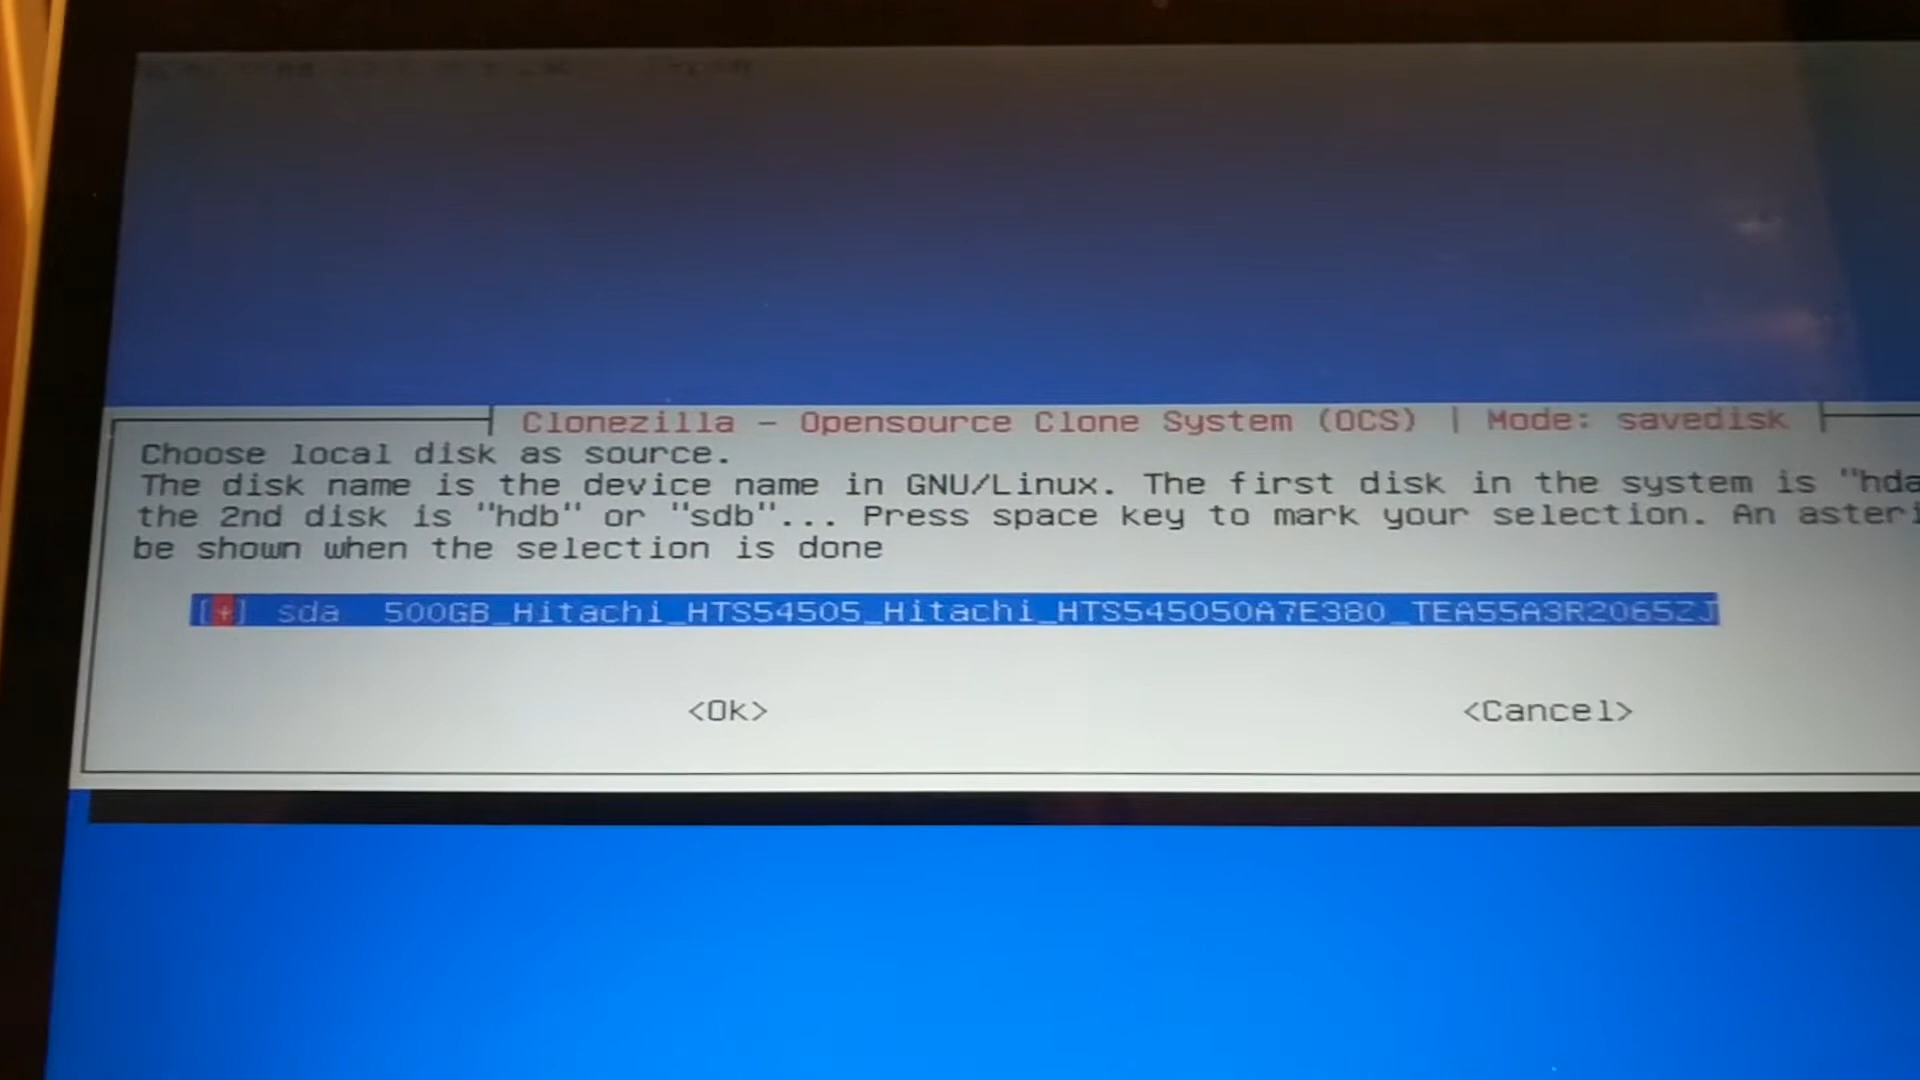 Clonezilla - Opensource Clone System (OCS) | Mode: savedisk
Choose local disk as source.
The disk name is the device name in GNU/Linux. The first disk in the system is "hda
the 2nd disk is "hdb" or "sdb"... Press space key to mark your selection. An asteri
be shown when the selection is done
[*] sda 500GB_Hitachi_HTS54505_Hitachi_HTS545050A7E380_TEA55A3R20652J
<Ok> <Cancel>